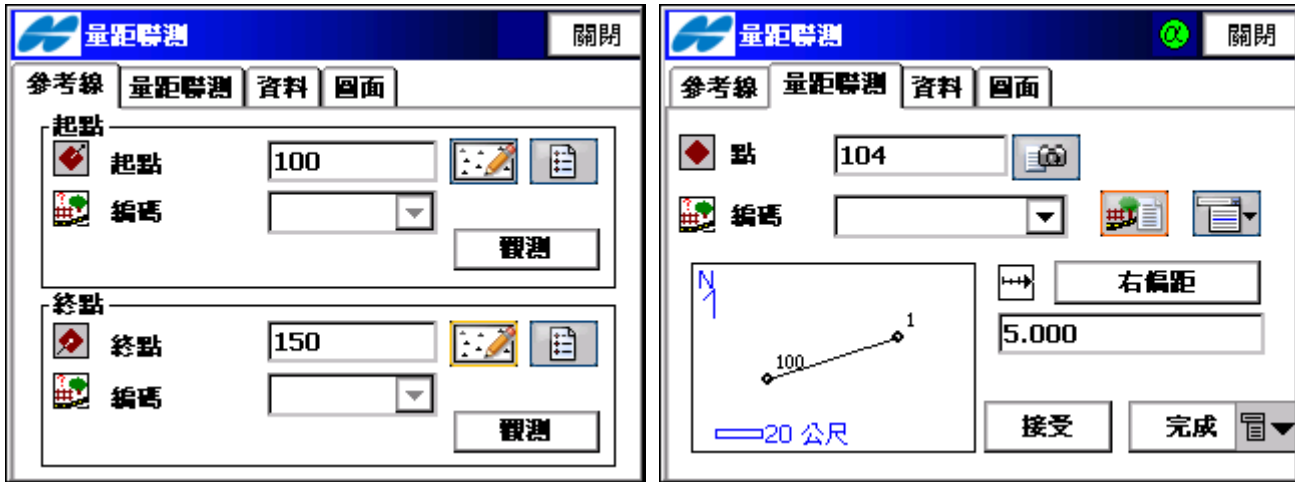 量距聯測
關閉
參考線 量距聯測 資料 圖面
起點
起點 100
編碼
觀測
終點
終點 150
編碼
觀測
量距聯測 α 關閉
參考線 量距聯測 資料 圖面
點 104
編碼
N
右偏距
5.000
1
100
20 公尺
接受 完成